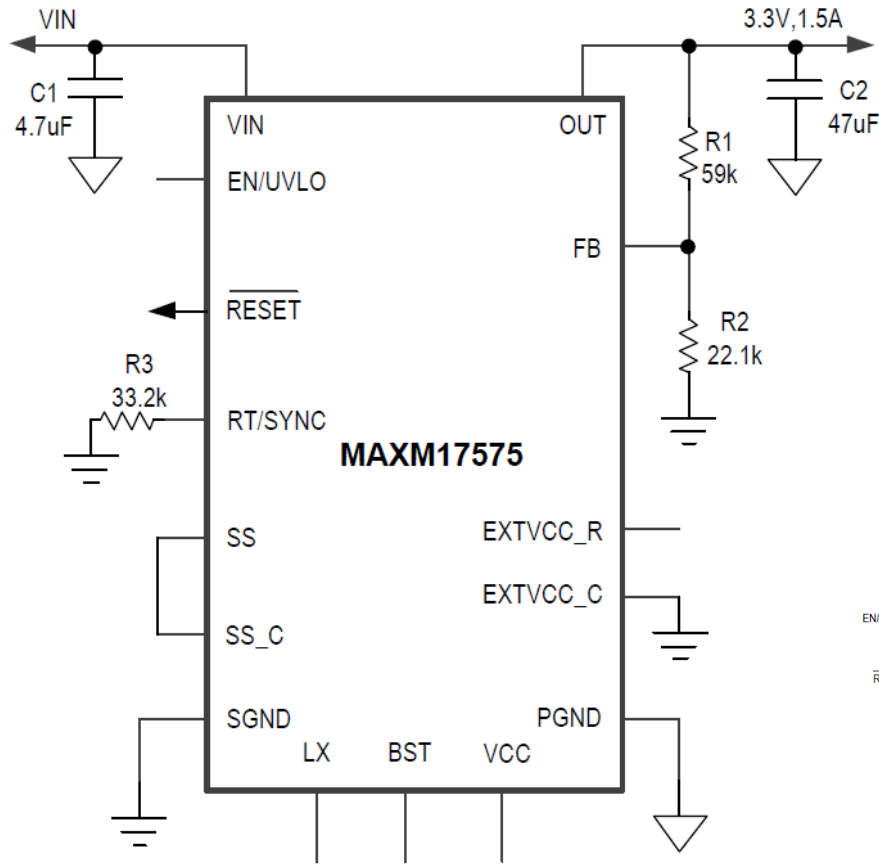 VIN
3.3V,1.5A
C1
4.7uF
C2
47uF
VIN
OUT
R1
59k
EN/UVLO
FB
RESET
R2
22.1k
R3
33.2k
RT/SYNC
MAXM17575
SS
EXTVCC_R
EXTVCC_C
EN/
SS_C
R
SGND
PGND
LX
BST
VCC